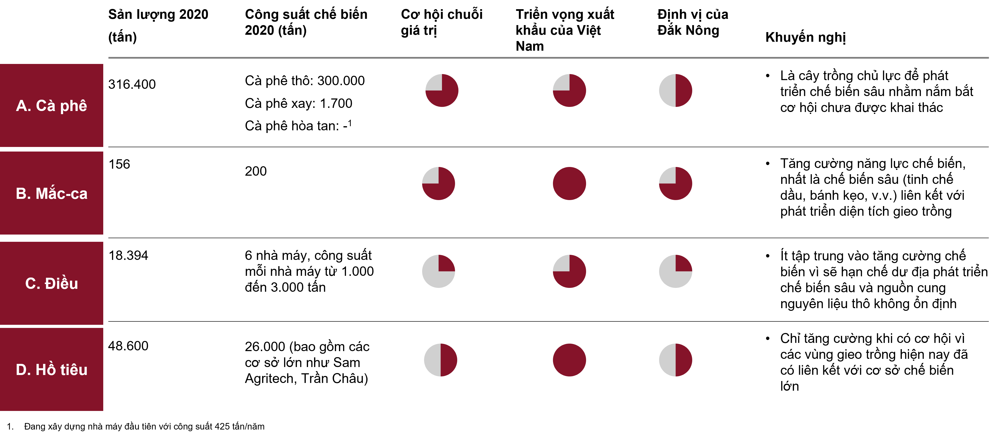 Sản lượng 2020
(tấn)
Công suất chế biến
2020 (tấn)
Cơ hội chuỗi
giá trị
Triển vọng xuất
khẩu của Việt
Nam
Định vị của
Đắk Nông
Khuyến nghị
A. Cà phê
316.400
Cà phê thô: 300.000
Cà phê xay: 1.700
Cà phê hòa tan: -¹
• Là cây trồng chủ lực để phát
triển chế biến sâu nhằm nắm bắt
cơ hội chưa được khai thác
B. Mắc-ca
156
200
• Tăng cường năng lực chế biến,
nhất là chế biến sâu (tinh chế
dầu, bánh kẹo, v.v.) liên kết với
phát triển diện tích gieo trồng
C. Điều
18.394
6 nhà máy, công suất
mỗi nhà máy từ 1.000
đến 3.000 tấn
• Ít tập trung vào tăng cường chế
biến vì sẽ hạn chế dư địa phát triển
chế biến sâu và nguồn cung
nguyên liệu thô không ổn định
D. Hồ tiêu
48.600
26.000 (bao gồm các
cơ sở lớn như Sam
Agritech, Trần Châu)
• Chỉ tăng cường khi có cơ hội vì
các vùng gieo trồng hiện nay đã
có liên kết với cơ sở chế biến
lớn
1. Đang xây dựng nhà máy đầu tiên với công suất 425 tấn/năm